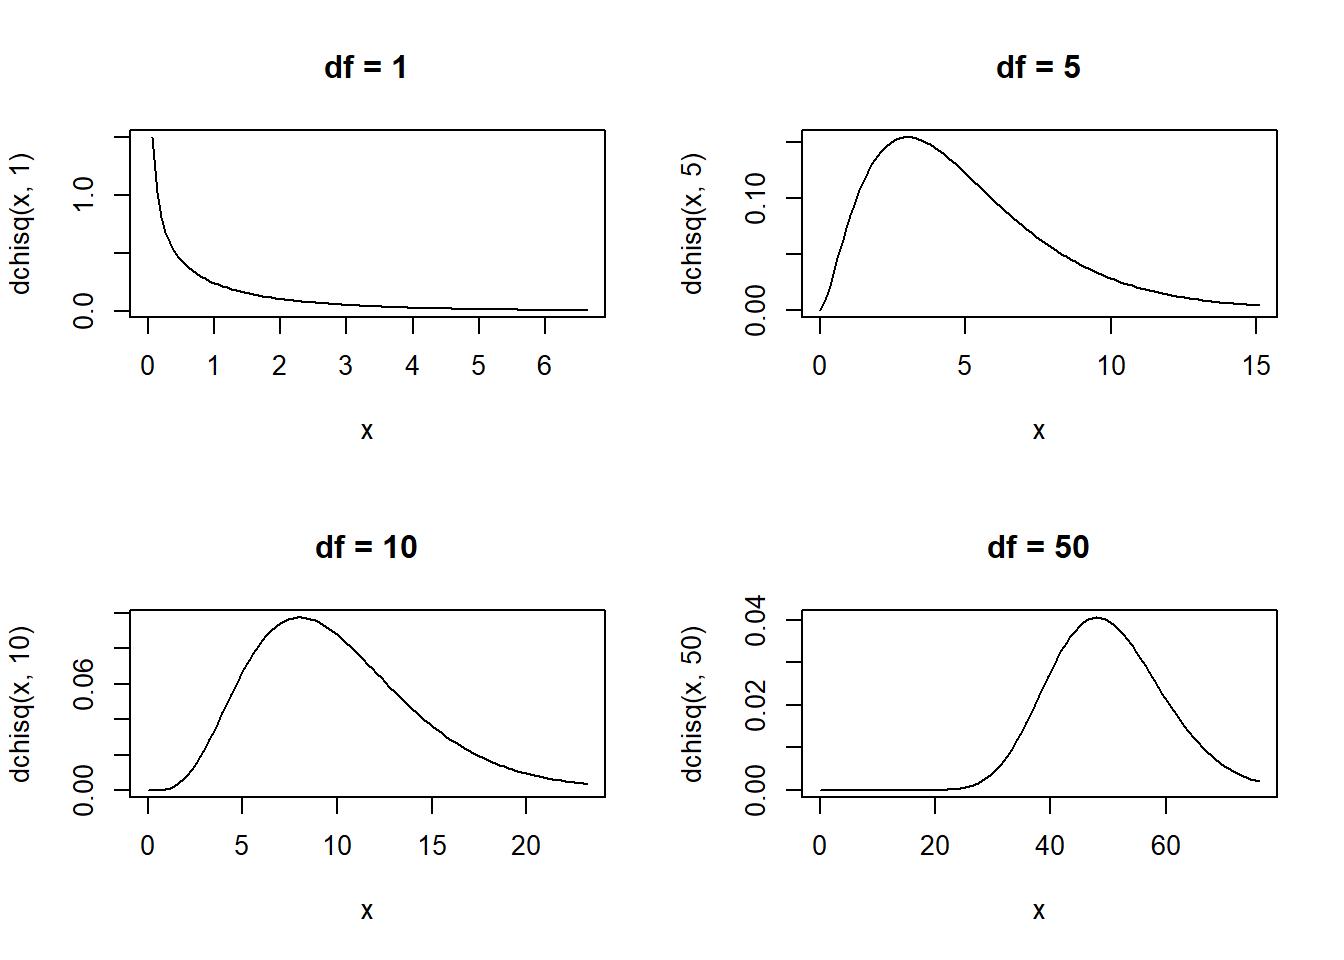 df = 1
dchisq(x, 1)
0.0 1.0
0 1 2 3 4 5 6
x
df = 5
dchisq(x, 5)
0.00 0.10
0 5 10 15
x
df = 10
dchisq(x, 10)
0.00 0.06
0 5 10 15 20
x
df = 50
dchisq(x, 50)
0.00 0.02 0.04
0 20 40 60
x